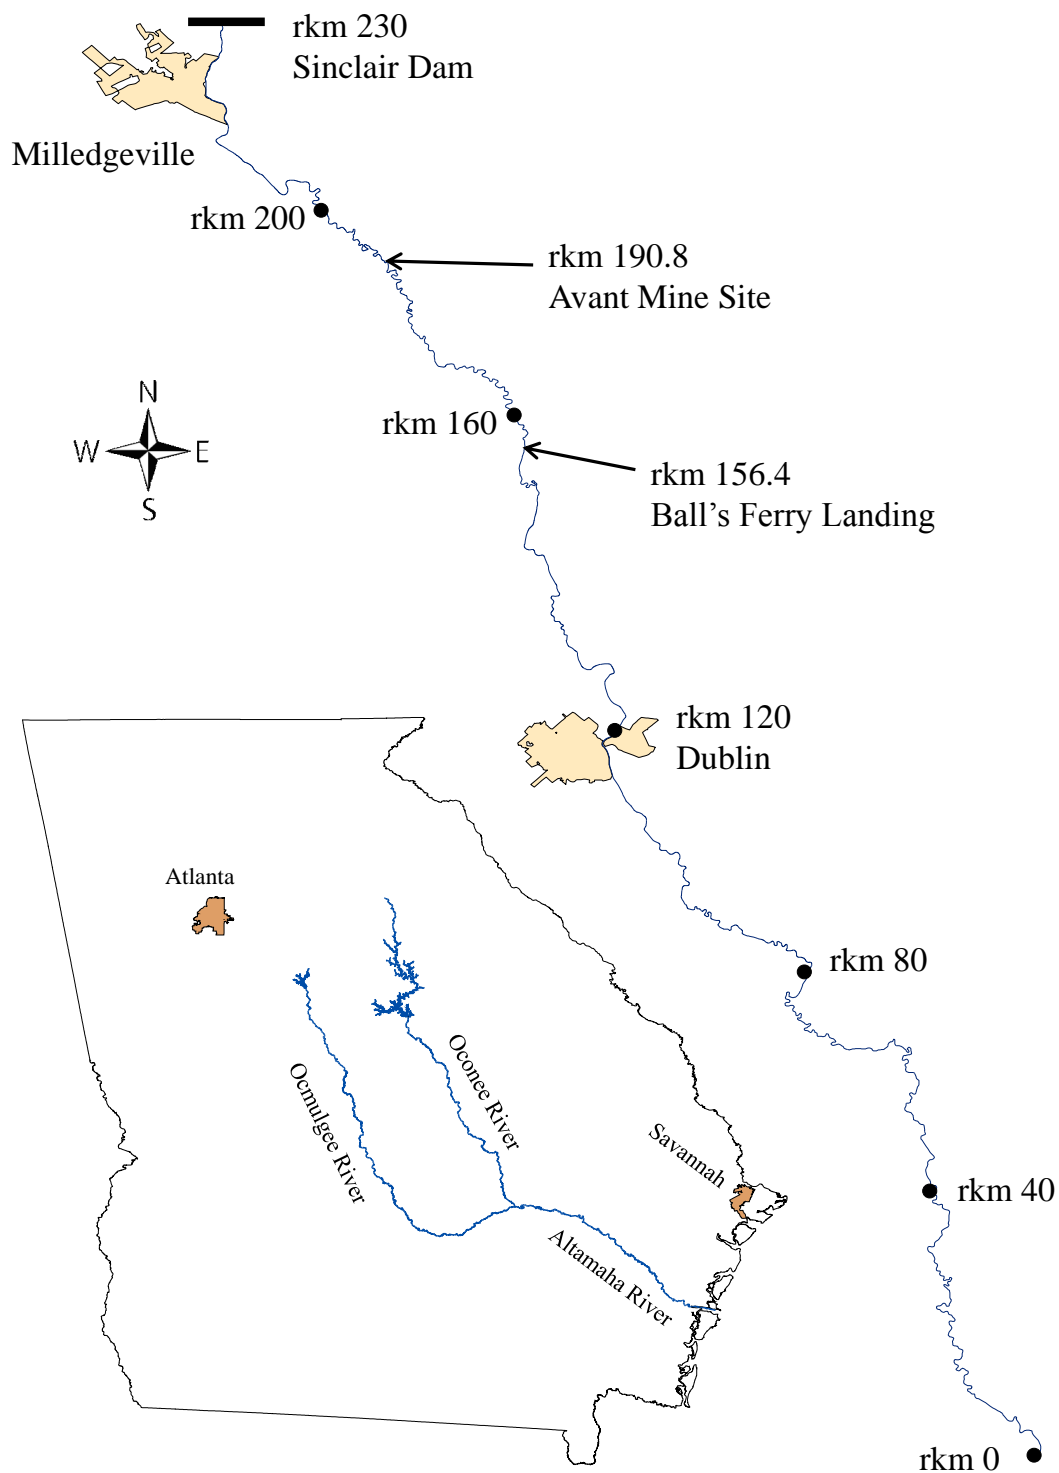 rkm 230
Sinclair Dam
Milledgeville
rkm 200
rkm 190.8
Avant Mine Site
N
W E
S
rkm 160
rkm 156.4
Ball’s Ferry Landing
rkm 120
Dublin
Atlanta
rkm 80
Oconee River
Ocmulgee River
Savannah
rkm 40
Altamaha River
rkm 0